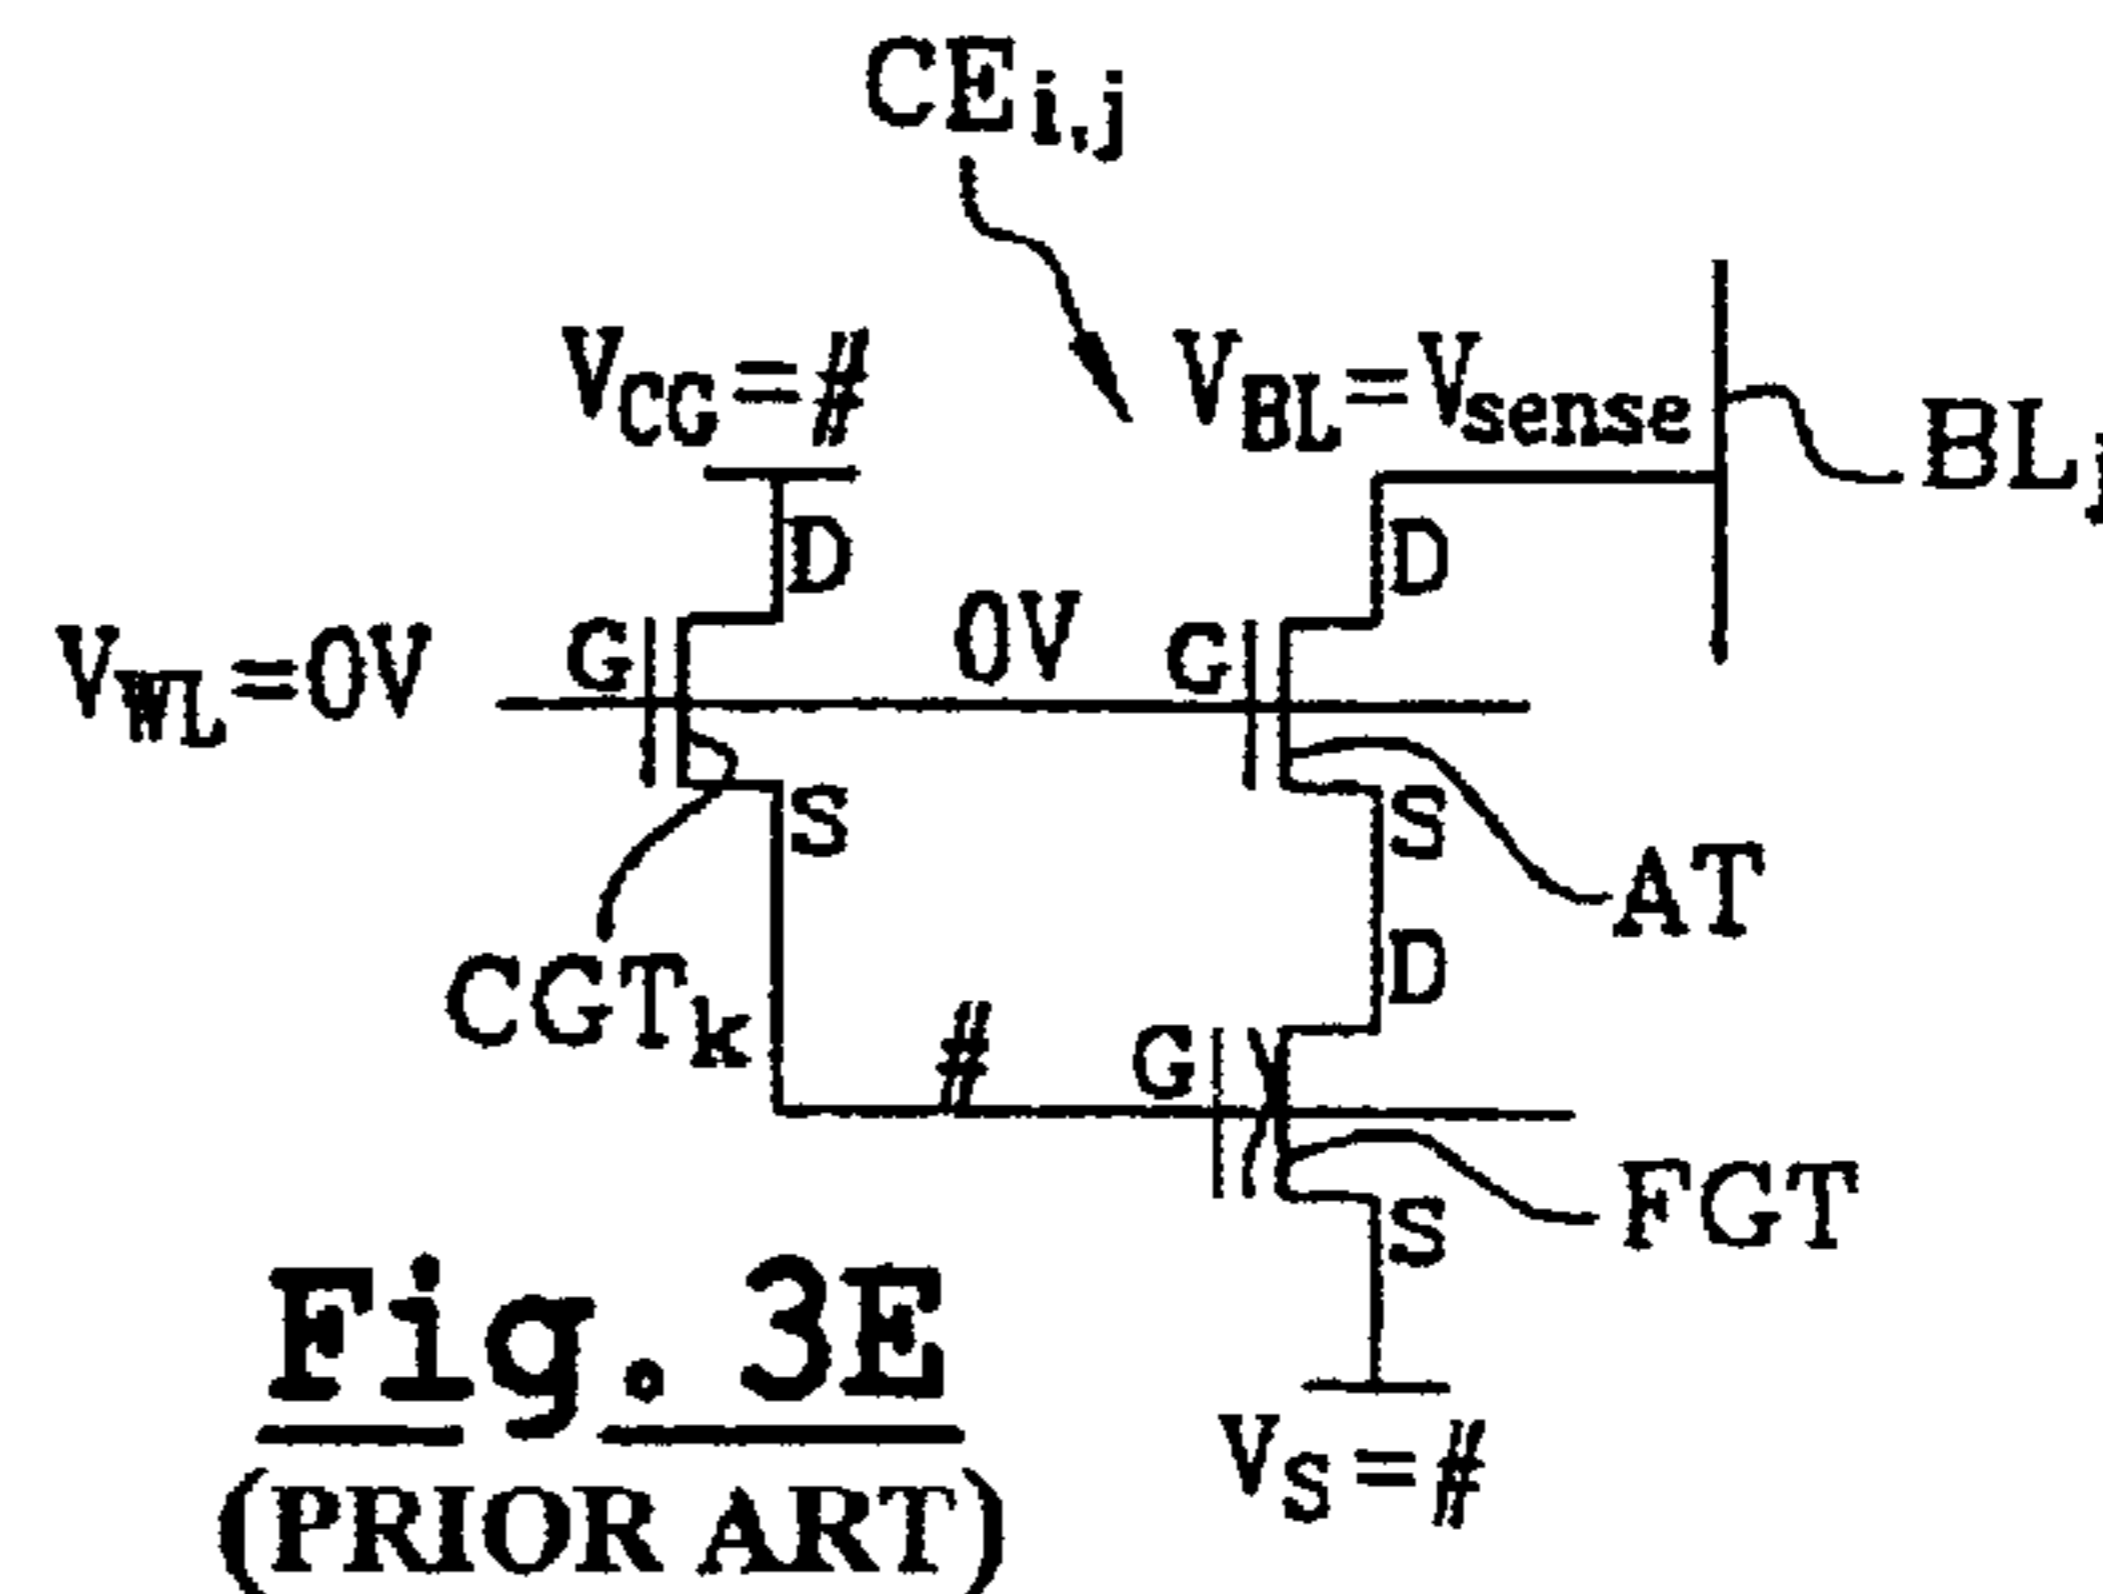 CEi,j
VCG=#
VBL=Vsense
BLj
D
D
VWL=0V
G
0V
G
S
S
AT
CGTk
D
#
G
FGT
S
Fig. 3E
VS=#
(PRIOR ART)